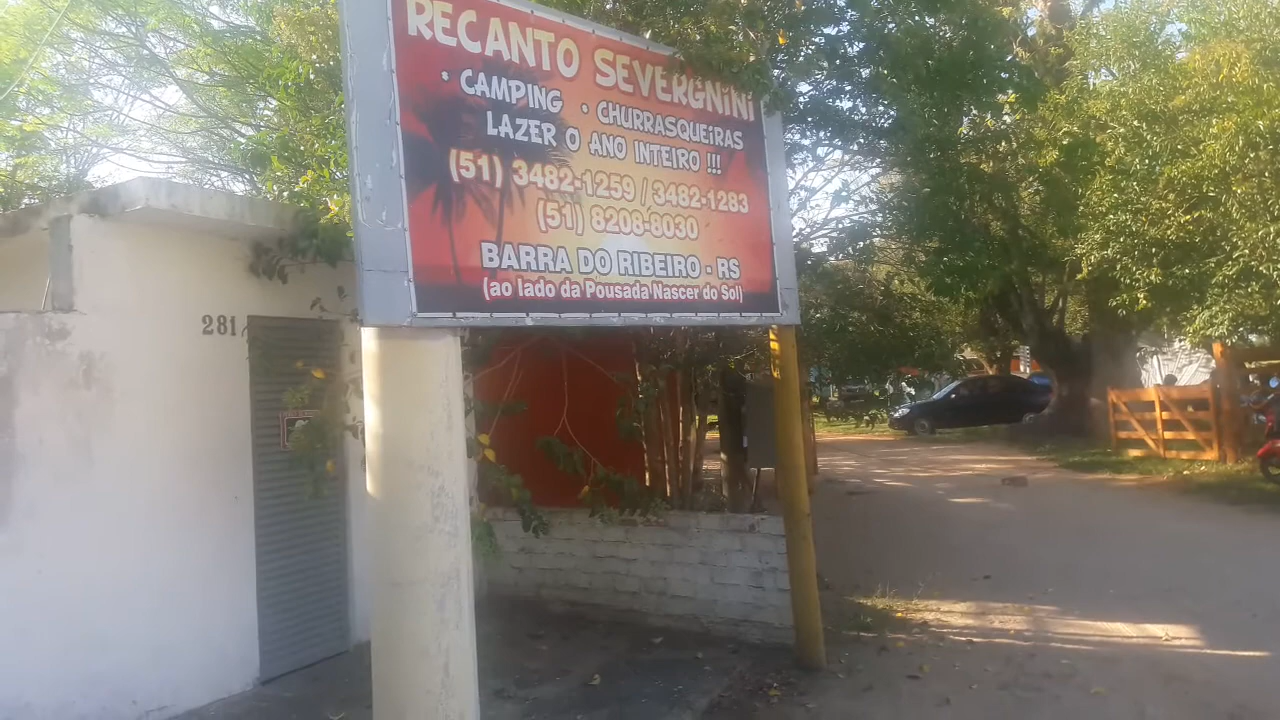 RECANTO SEVERGNINI
• CAMPING • CHURRASQUEIRAS
LAZER O ANO INTEIRO !!!
(51) 3482-1259 / 3482-1283
(51) 8208-8030
BARRA DO RIBEIRO - RS
(ao lado da Pousada Nascer do Sol)
281